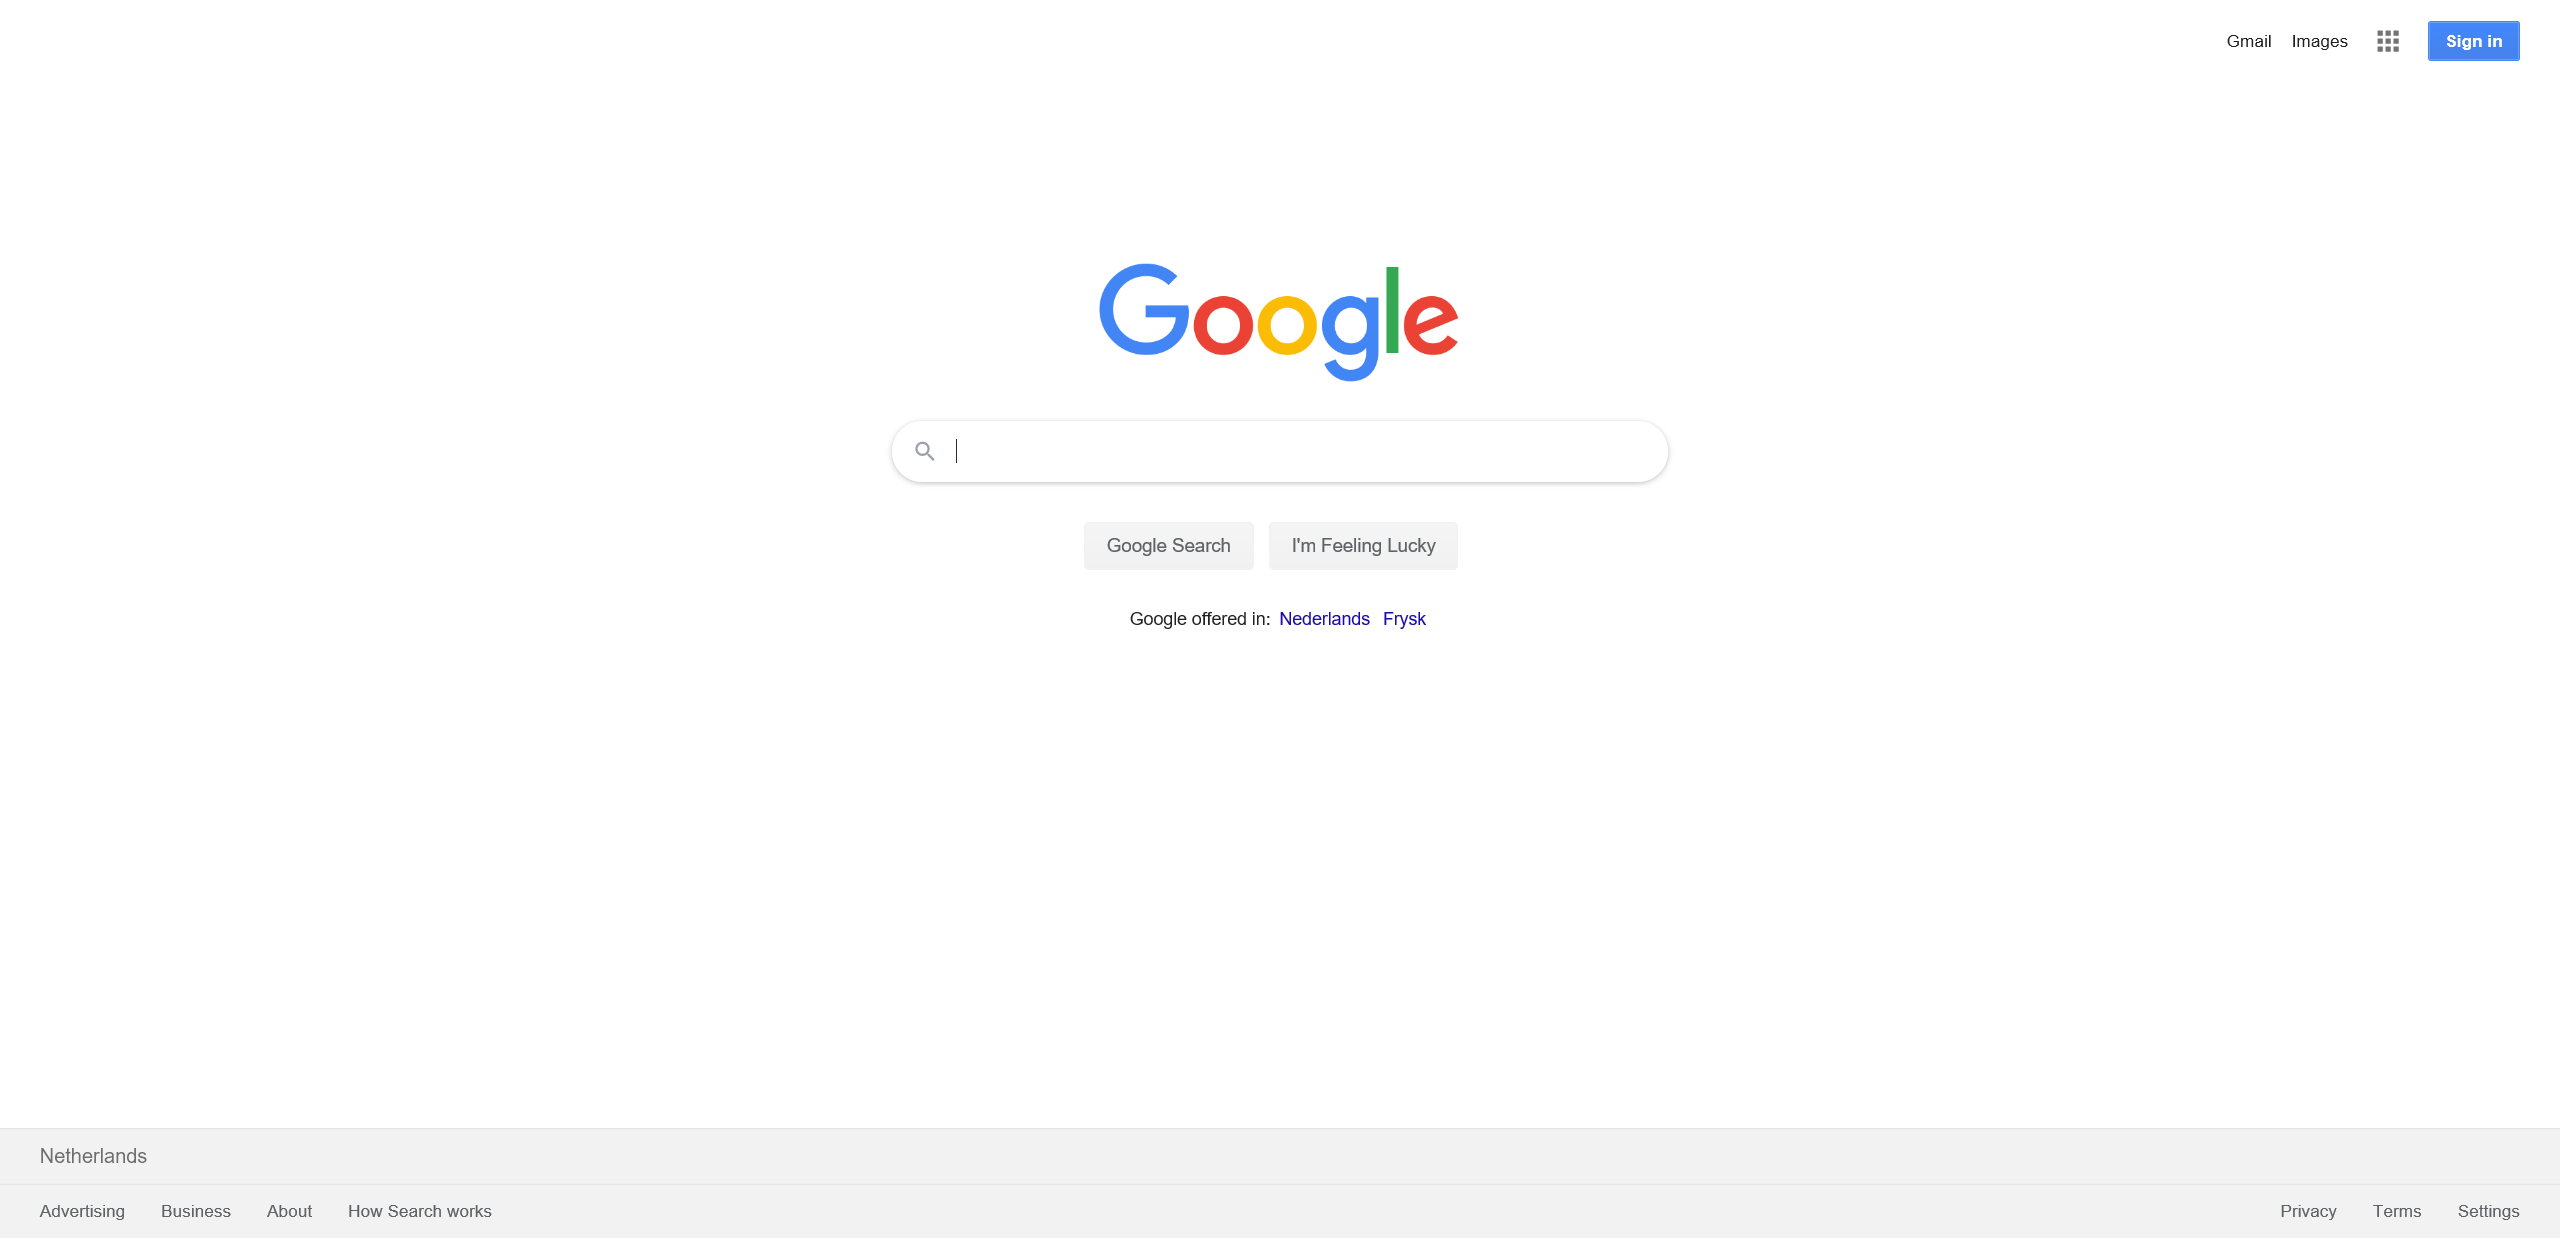 Gmail Images Sign in
Google
Google Search I'm Feeling Lucky
Google offered in: Nederlands Frysk
Netherlands
Advertising Business About How Search works Privacy Terms Settings